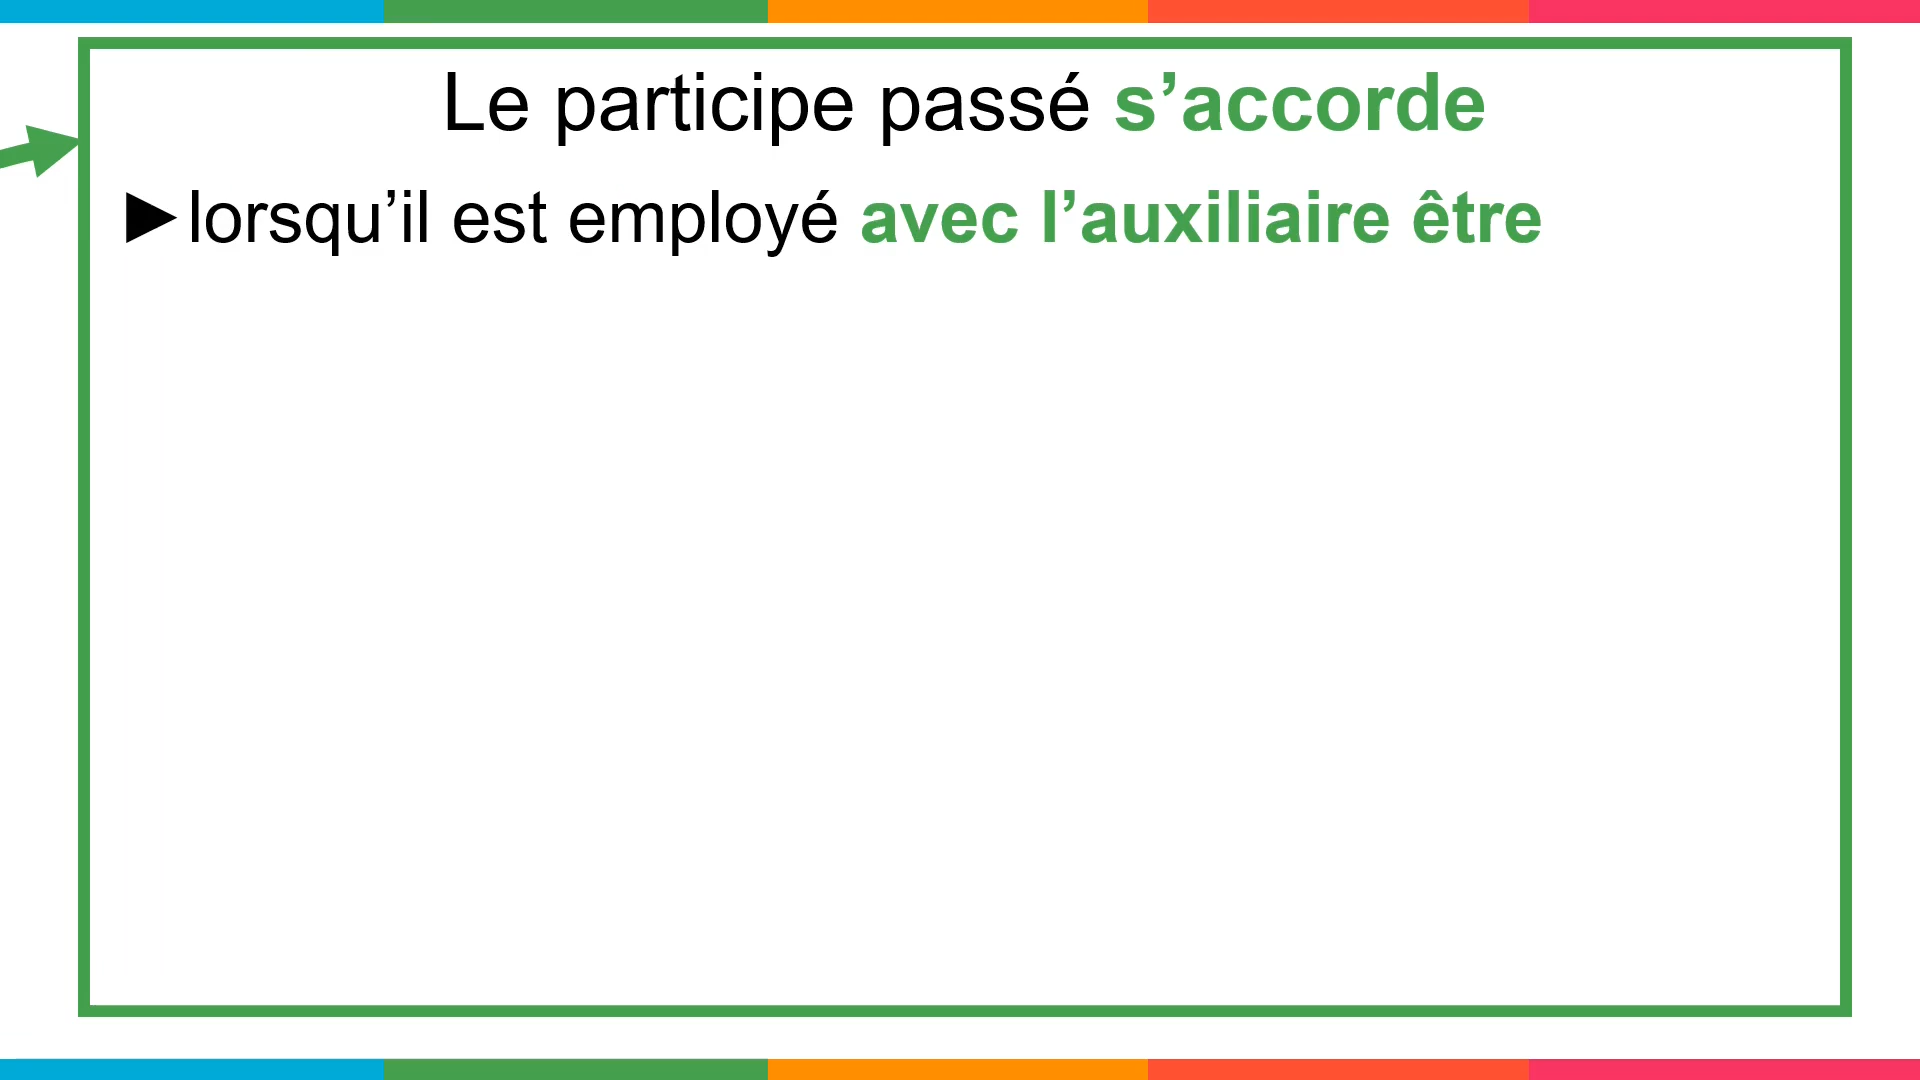 Le participe passé s’accorde
►lorsqu’il est employé avec l’auxiliaire être